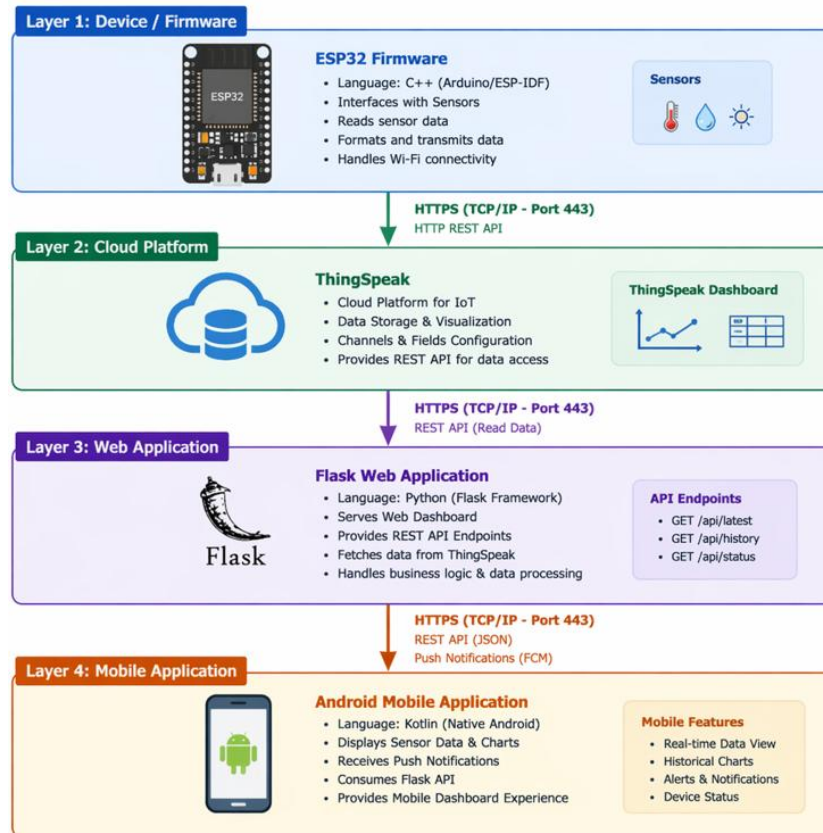 Layer 1: Device / Firmware
ESP32
ESP32 Firmware
• Language: C++ (Arduino/ESP-IDF)
• Interfaces with Sensors
• Reads sensor data
• Formats and transmits data
• Handles Wi-Fi connectivity
Sensors
HTTPS (TCP/IP - Port 443)
HTTP REST API
Layer 2: Cloud Platform
ThingSpeak
• Cloud Platform for IoT
• Data Storage & Visualization
• Channels & Fields Configuration
• Provides REST API for data access
ThingSpeak Dashboard
HTTPS (TCP/IP - Port 443)
REST API (Read Data)
Layer 3: Web Application
Flask
Flask Web Application
• Language: Python (Flask Framework)
• Serves Web Dashboard
• Provides REST API Endpoints
• Fetches data from ThingSpeak
• Handles business logic & data processing
API Endpoints
• GET /api/latest
• GET /api/history
• GET /api/status
HTTPS (TCP/IP - Port 443)
REST API (JSON)
Push Notifications (FCM)
Layer 4: Mobile Application
Android Mobile Application
• Language: Kotlin (Native Android)
• Displays Sensor Data & Charts
• Receives Push Notifications
• Consumes Flask API
• Provides Mobile Dashboard Experience
Mobile Features
• Real-time Data View
• Historical Charts
• Alerts & Notifications
• Device Status